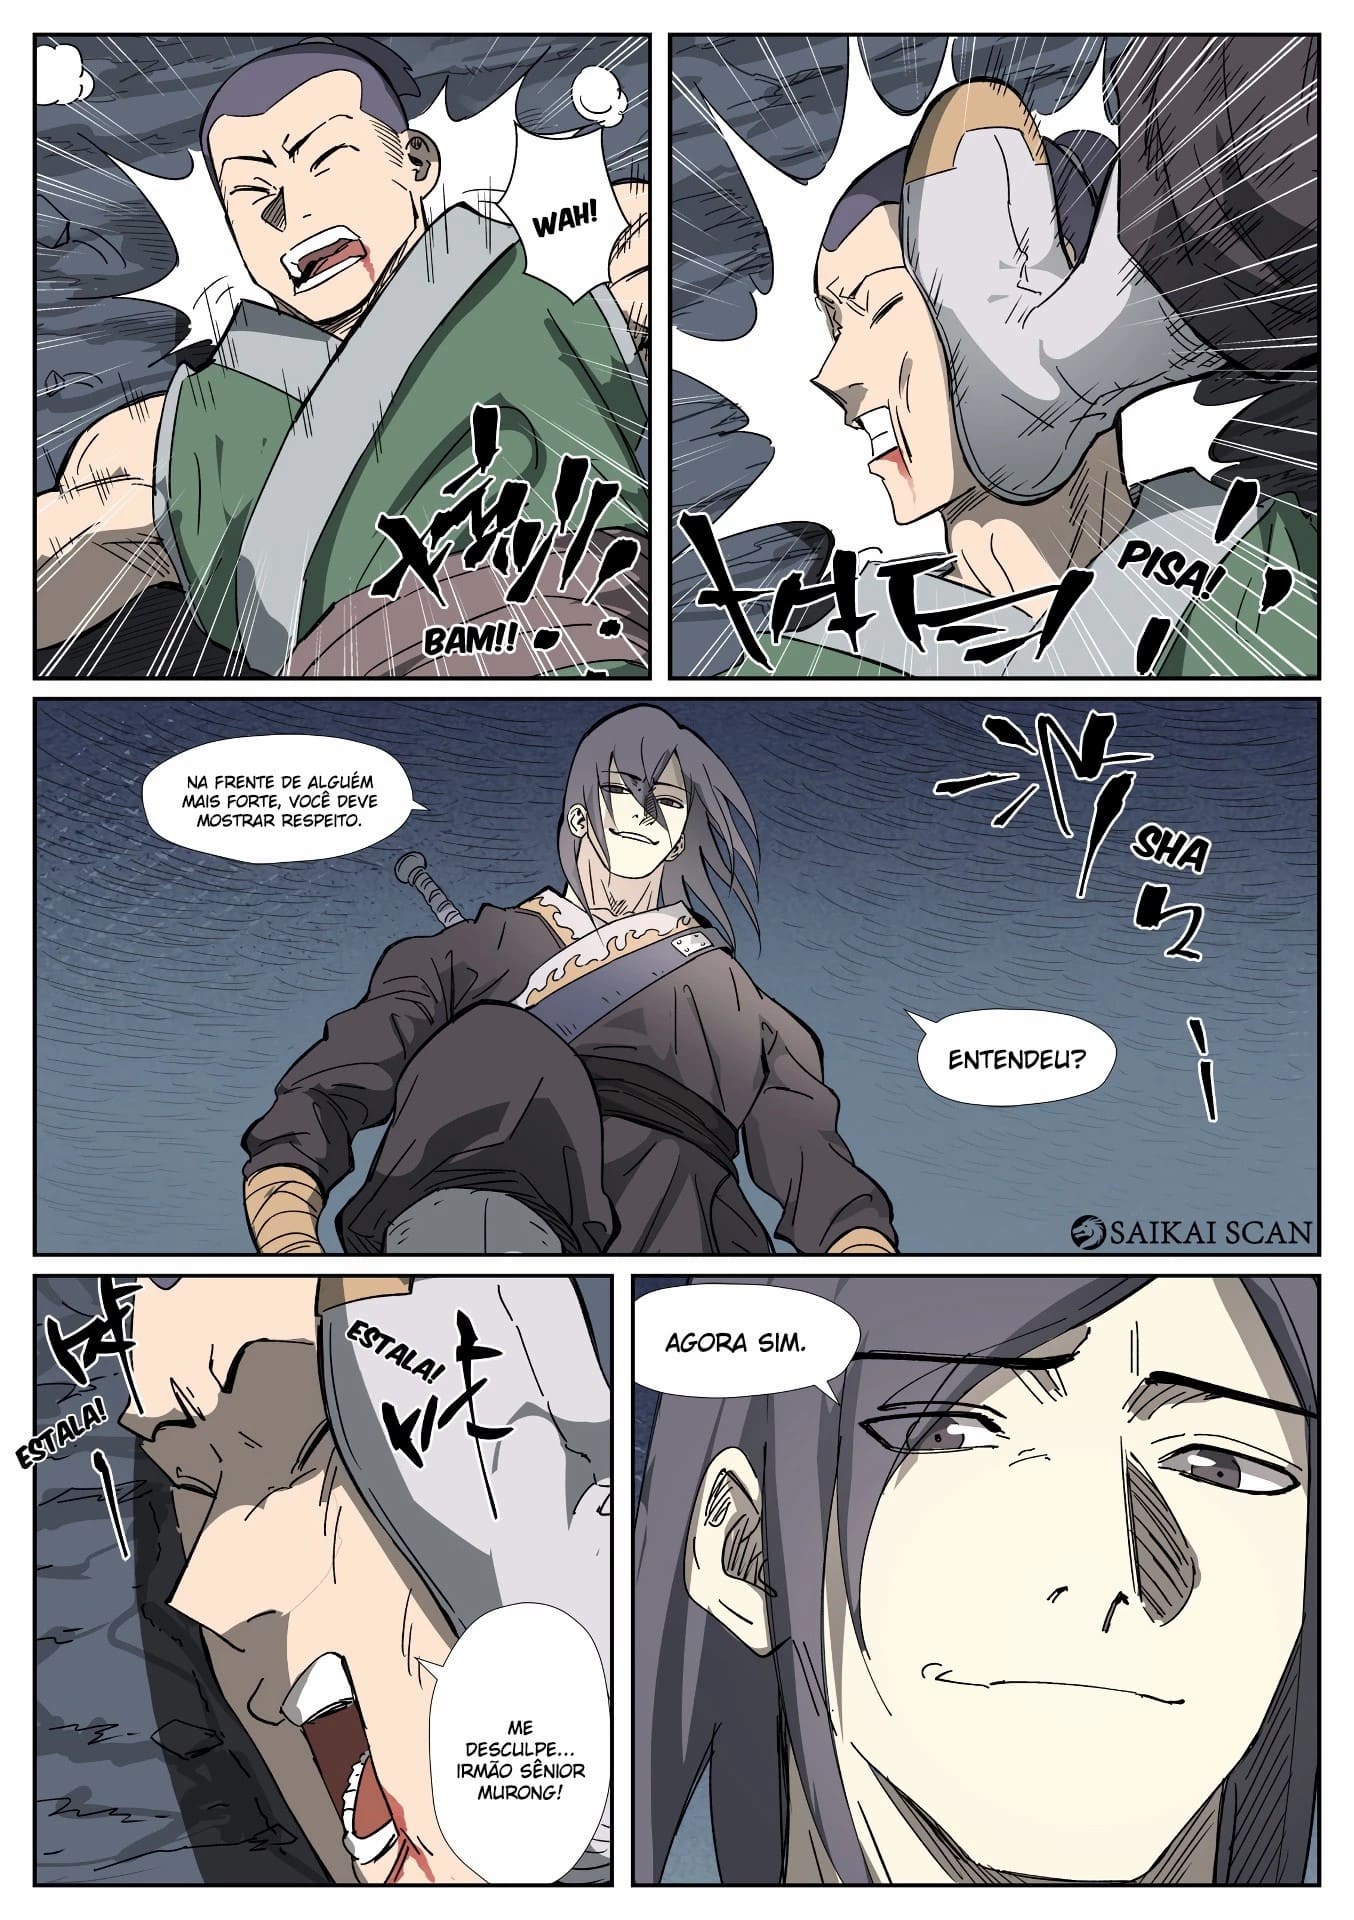 WAH!
BAM!!
PISA!
NA FRENTE DE ALGUÉM
MAIS FORTE, VOCÊ DEVE
MOSTRAR RESPEITO.
SHA
ENTENDEU?
SAIKAI SCAN
ESTALA!
ESTALA!
ME
DESCULPE...
IRMÃO SÊNIOR
MURONG!
AGORA SIM.